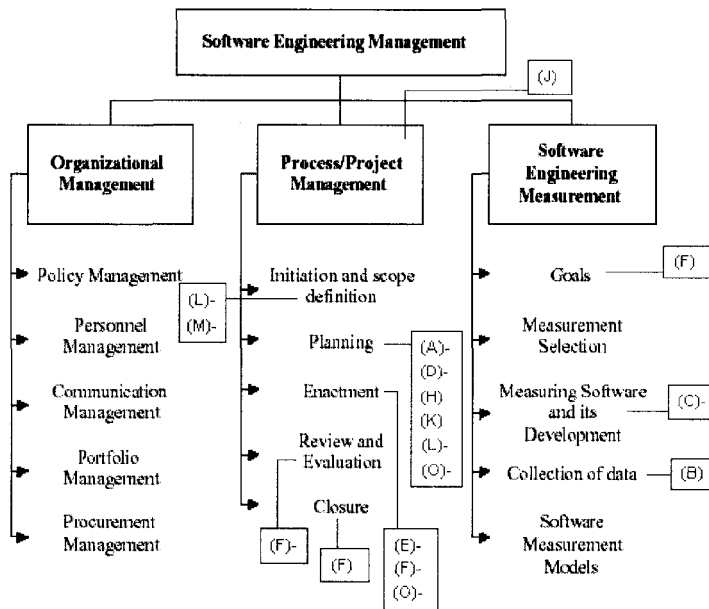 Software Engineering Management
(J)
Organizational
Management
Process/Project
Management
Software
Engineering
Measurement
Policy Management
Personnel
Management
Communication
Management
Portfolio
Management
Procurement
Management
(L)-
(M)-
Initiation and scope
definition
Planning
Enactment
Review and
Evaluation
Closure
(A)-
(D)-
(H)
(K)
(L)-
(O)-
(F)-
(F)
(E)-
(F)-
(O)-
Goals
(F)
Measurement
Selection
Measuring Software
and its
Development
(C)-
Collection of data
(B)
Software
Measurement
Models